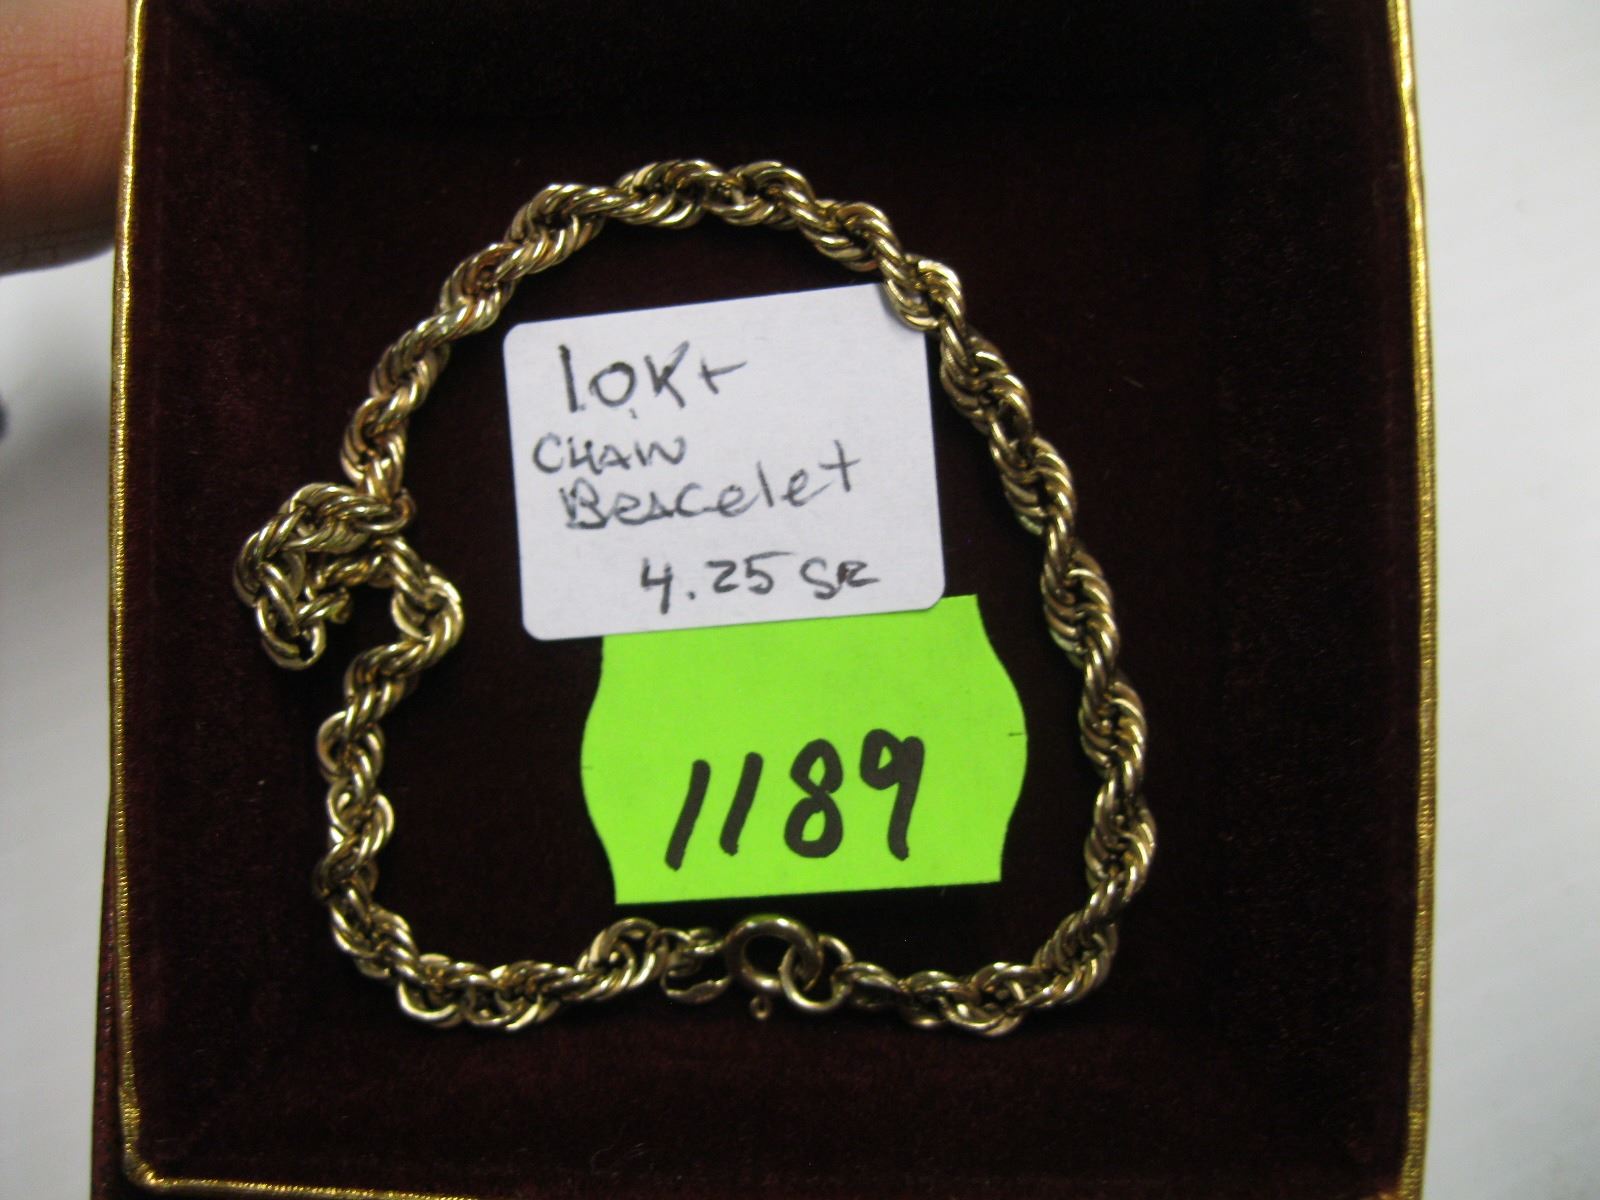 10Kt
CHAIN
Bracelet
4.25 GR
1189